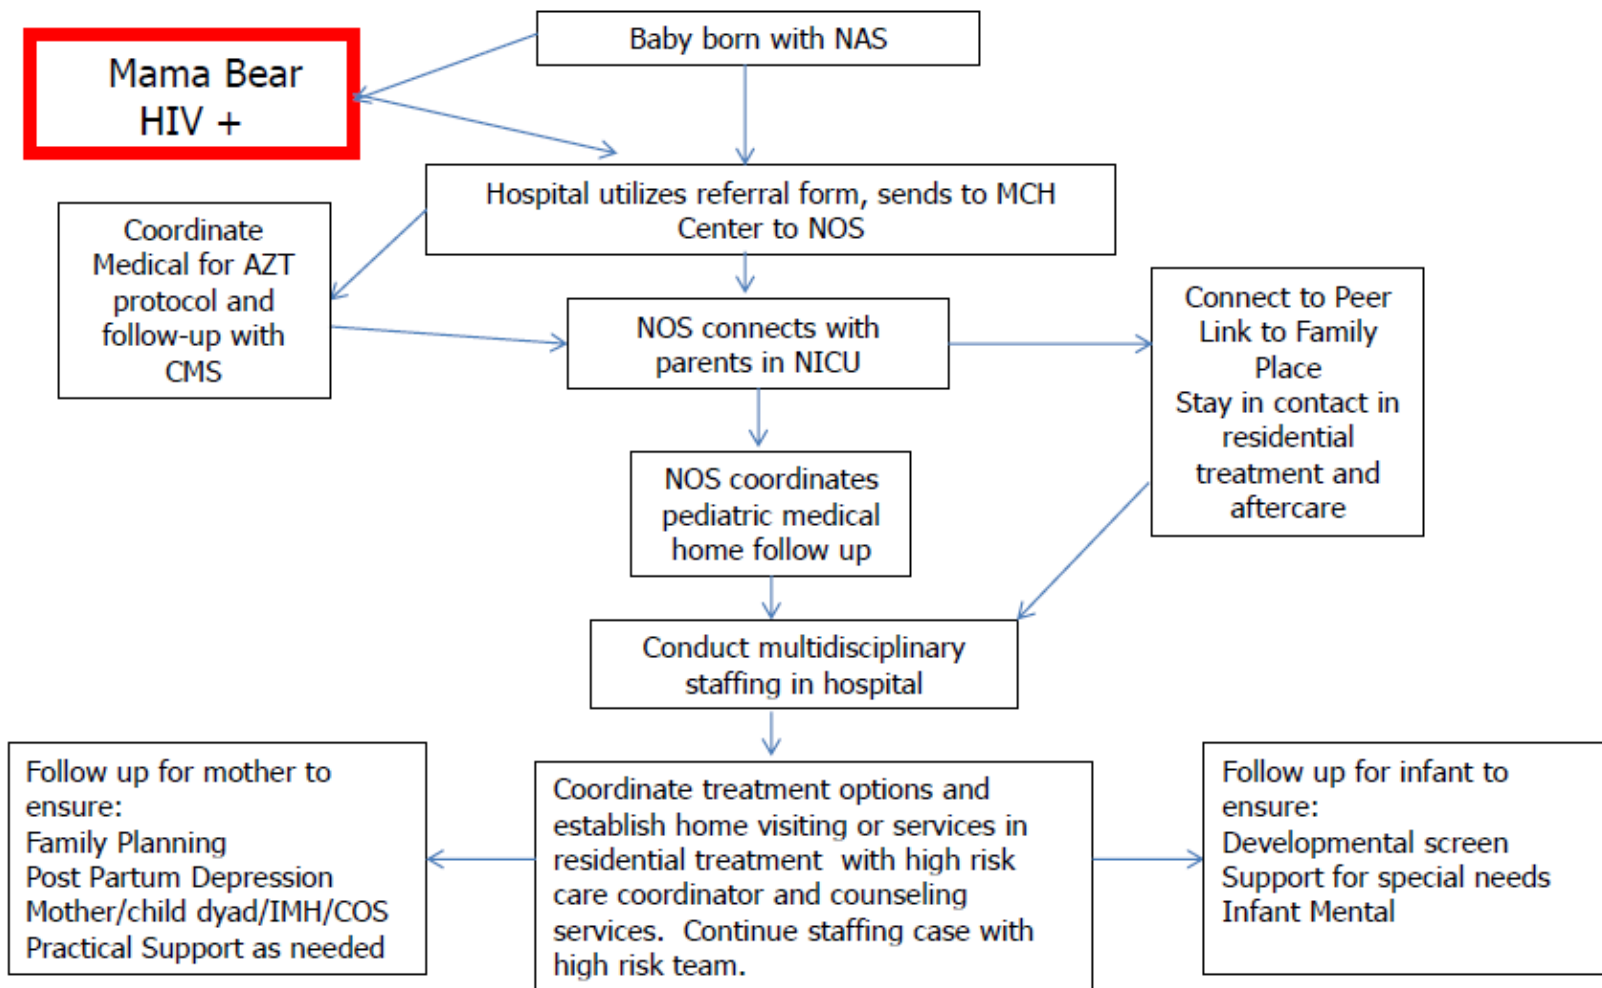 Baby born with NAS
Mama Bear
HIV +
Hospital utilizes referral form, sends to MCH
Center to NOS
Coordinate
Medical for AZT
protocol and
follow-up with
CMS
NOS connects with
parents in NICU
Connect to Peer
Link to Family
Place
Stay in contact in
residential
treatment and
aftercare
NOS coordinates
pediatric medical
home follow up
Conduct multidisciplinary
staffing in hospital
Follow up for mother to
ensure:
Family Planning
Post Partum Depression
Mother/child dyad/IMH/COS
Practical Support as needed
Coordinate treatment options and
establish home visiting or services in
residential treatment with high risk
care coordinator and counseling
services. Continue staffing case with
high risk team.
Follow up for infant to
ensure:
Developmental screen
Support for special needs
Infant Mental